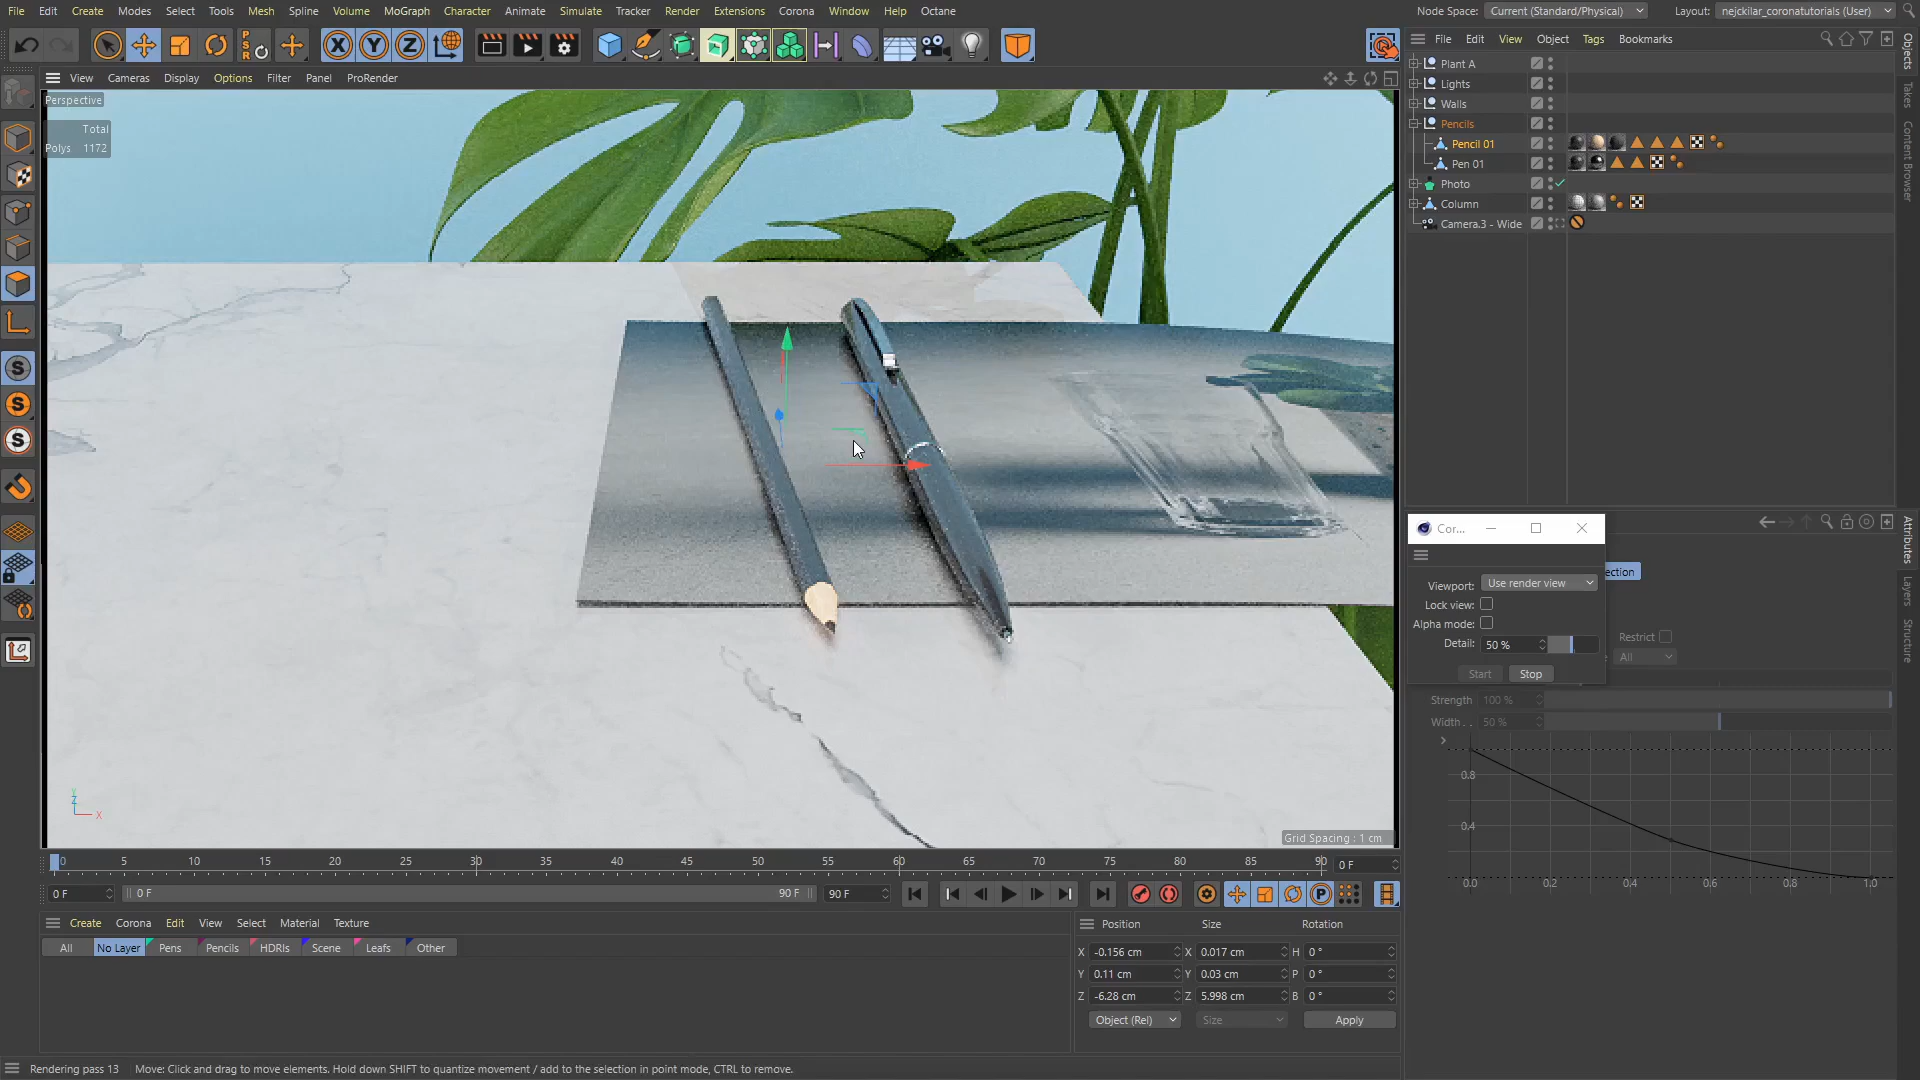 File Edit Create Modes Select Tools Mesh Spline Volume MoGraph Character Animate Simulate Tracker Render Extensions Corona Window Help Octane
Node Space: Current (Standard/Physical) Layout: nejckilar_coronatutorials (User)
PSR
X Y Z
File Edit View Object Tags Bookmarks
View Cameras Display Options Filter Panel ProRender
Perspective
Total
Polys 1172
Plant A
Lights
Walls
Pencils
Pencil 01
Pen 01
Photo
Column
Camera.3 - Wide
Objects
Takes
Content Browser
S
S
S
Attributes
Layers
Structure
Cor...
Viewport: Use render view
ection
Lock view:
Alpha mode:
Detail: 50 %
Restrict
All
Start Stop
Strength 100 %
Width . . 50 %
0.8
0.4
0.0 0.2 0.4 0.6 0.8 1.0
Z
X
Grid Spacing : 1 cm
0 5 10 15 20 25 30 35 40 45 50 55 60 65 70 75 80 85 90 0 F
0 F 0 F 90 F 90 F
P
Create Corona Edit View Select Material Texture
All No Layer Pens Pencils HDRIs Scene Leafs Other
Position Size Rotation
X -0.156 cm X 0.017 cm H 0 °
Y 0.11 cm Y 0.03 cm P 0 °
Z -6.28 cm Z 5.998 cm B 0 °
Object (Rel) Size Apply
Rendering pass 13 Move: Click and drag to move elements. Hold down SHIFT to quantize movement / add to the selection in point mode, CTRL to remove.